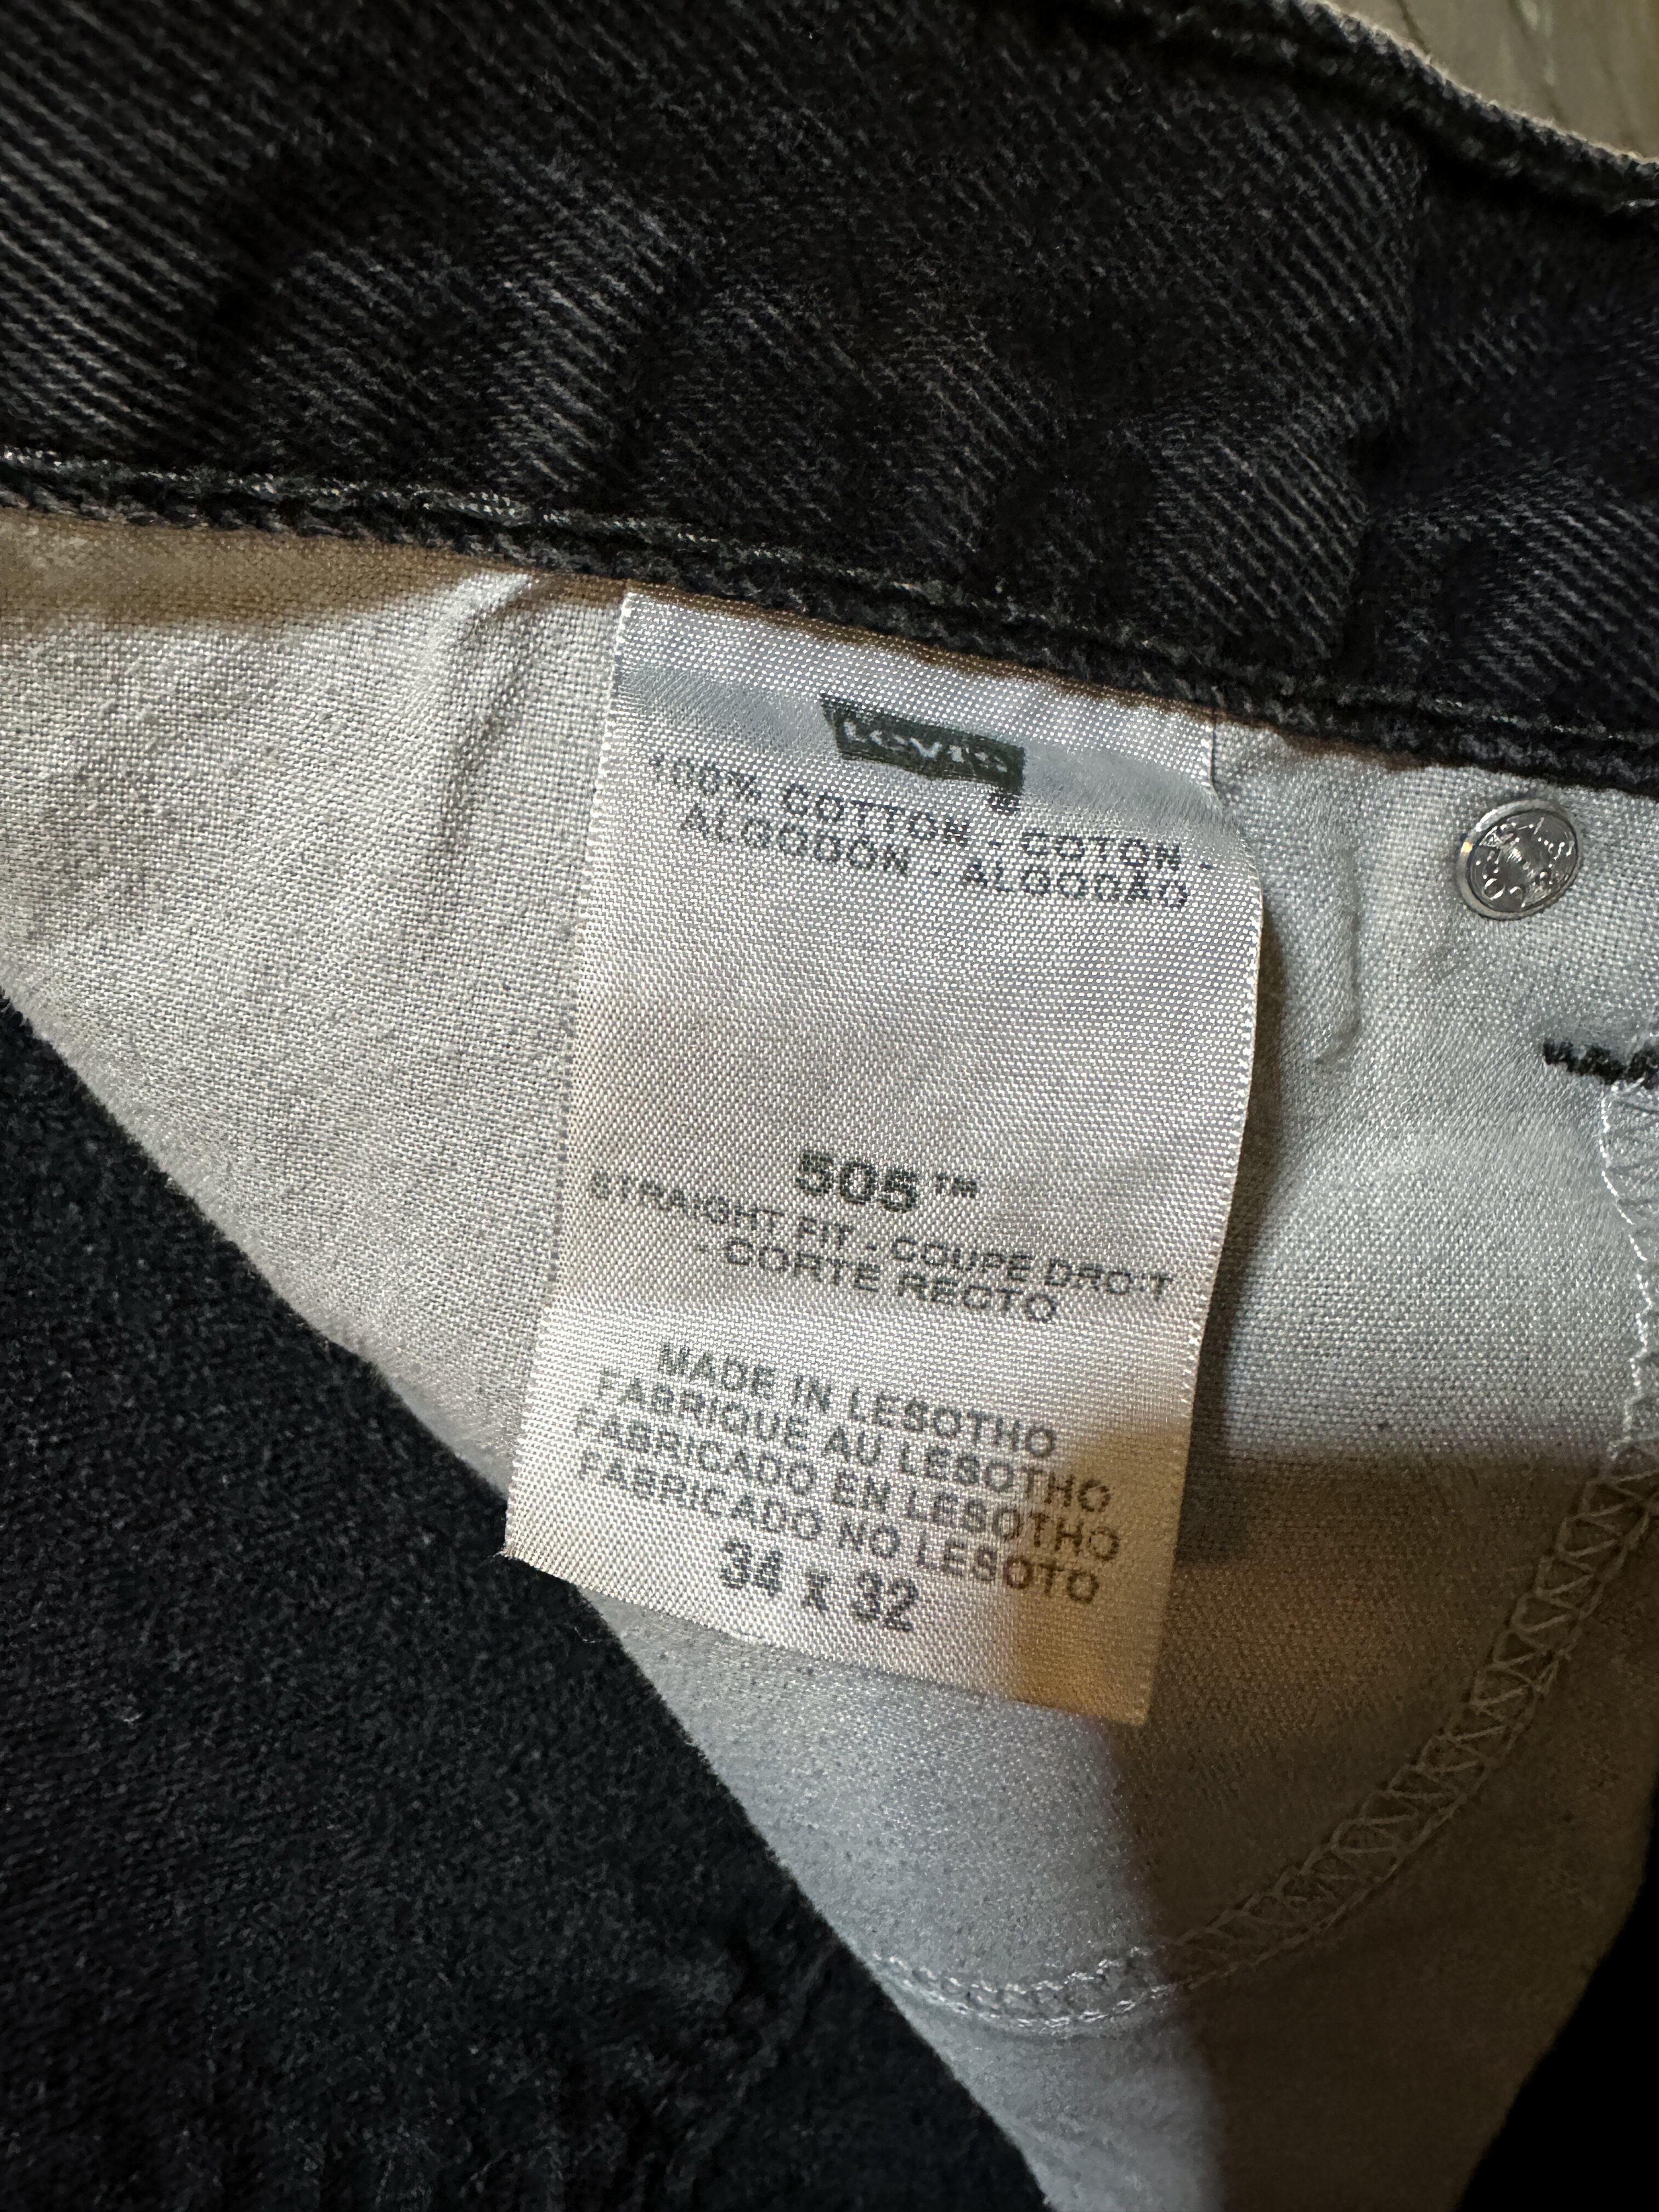 Levi's
100% COTTON - COTON -
ALGODÓN - ALGODÃO
505™
STRAIGHT FIT - COUPE DROIT
- CORTE RECTO
MADE IN LESOTHO
FABRIQUE AU LESOTHO
FABRICADO EN LESOTHO
FABRICADO NO LESOTO
34 X 32